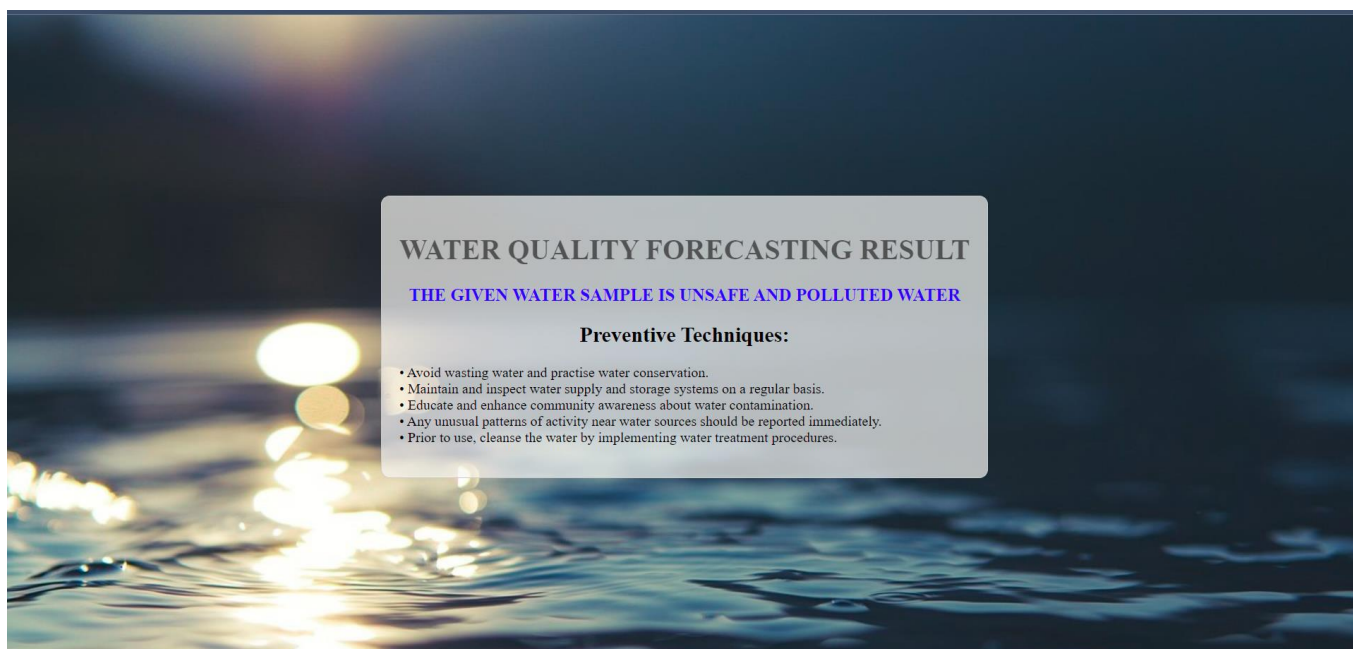 WATER QUALITY FORECASTING RESULT
THE GIVEN WATER SAMPLE IS UNSAFE AND POLLUTED WATER
Preventive Techniques:
• Avoid wasting water and practise water conservation.
• Maintain and inspect water supply and storage systems on a regular basis.
• Educate and enhance community awareness about water contamination.
• Any unusual patterns of activity near water sources should be reported immediately.
• Prior to use, cleanse the water by implementing water treatment procedures.